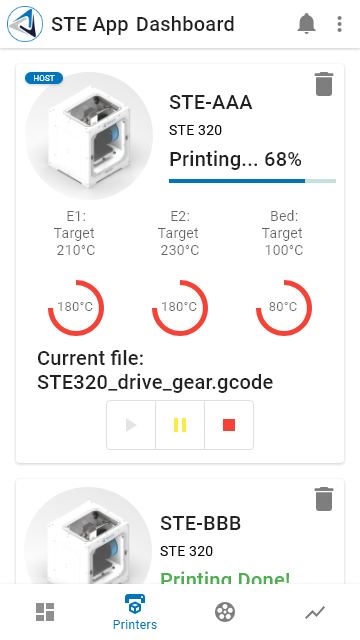 STE App Dashboard
HOST
STE-AAA
STE 320
Printing... 68%
E1:
Target
210°C
E2:
Target
230°C
Bed:
Target
100°C
180°C
180°C
80°C
Current file:
STE320_drive_gear.gcode
STE-BBB
STE 320
Printing Done!
Printers